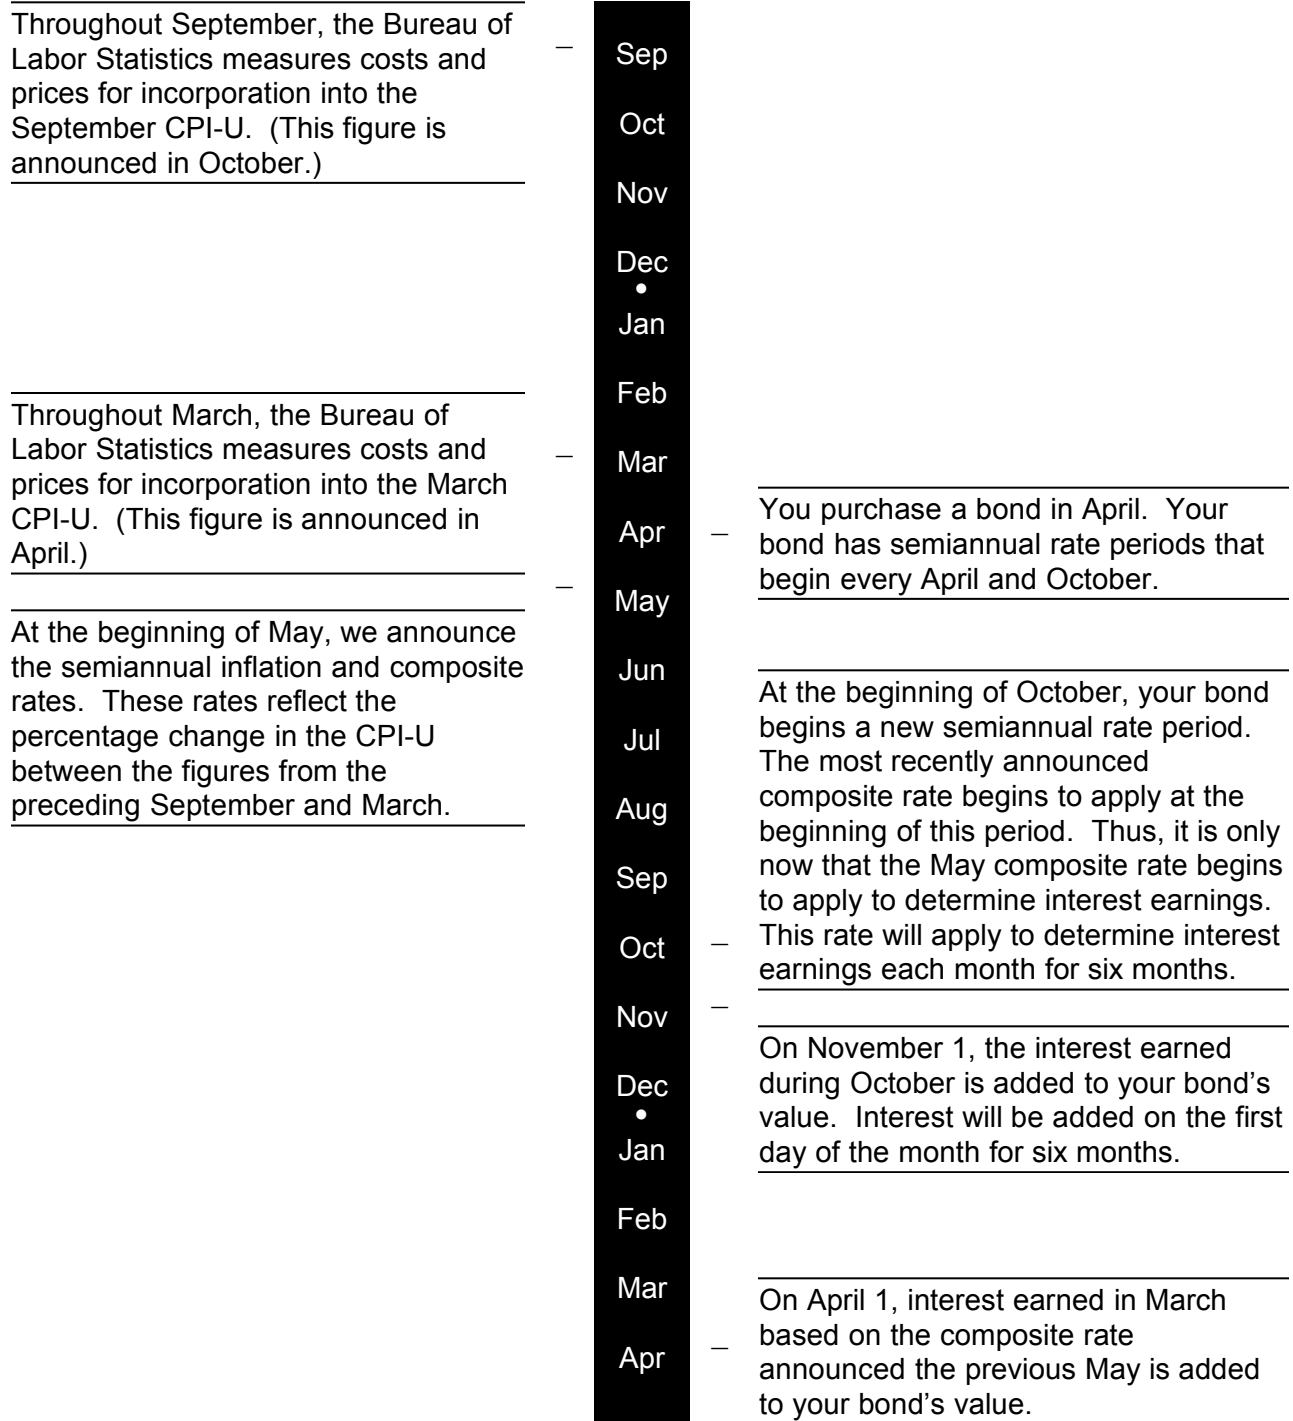 Throughout September, the Bureau of
Labor Statistics measures costs and
prices for incorporation into the
September CPI-U.  (This figure is
announced in October.)
Throughout March, the Bureau of
Labor Statistics measures costs and
prices for incorporation into the March
CPI-U.  (This figure is announced in
April.)
At the beginning of May, we announce
the semiannual inflation and composite
rates.  These rates reflect the
percentage change in the CPI-U
between the figures from the
preceding September and March.
Sep
Oct
Nov
Dec
Jan
Feb
Mar
Apr
May
Jun
Jul
Aug
Sep
Oct
Nov
Dec
Jan
Feb
Mar
Apr
You purchase a bond in April.  Your
bond has semiannual rate periods that
begin every April and October.
At the beginning of October, your bond
begins a new semiannual rate period.
The most recently announced
composite rate begins to apply at the
beginning of this period.  Thus, it is only
now that the May composite rate begins
to apply to determine interest earnings.
This rate will apply to determine interest
earnings each month for six months.
On November 1, the interest earned
during October is added to your bond’s
value.  Interest will be added on the first
day of the month for six months.
On April 1, interest earned in March
based on the composite rate
announced the previous May is added
to your bond’s value.